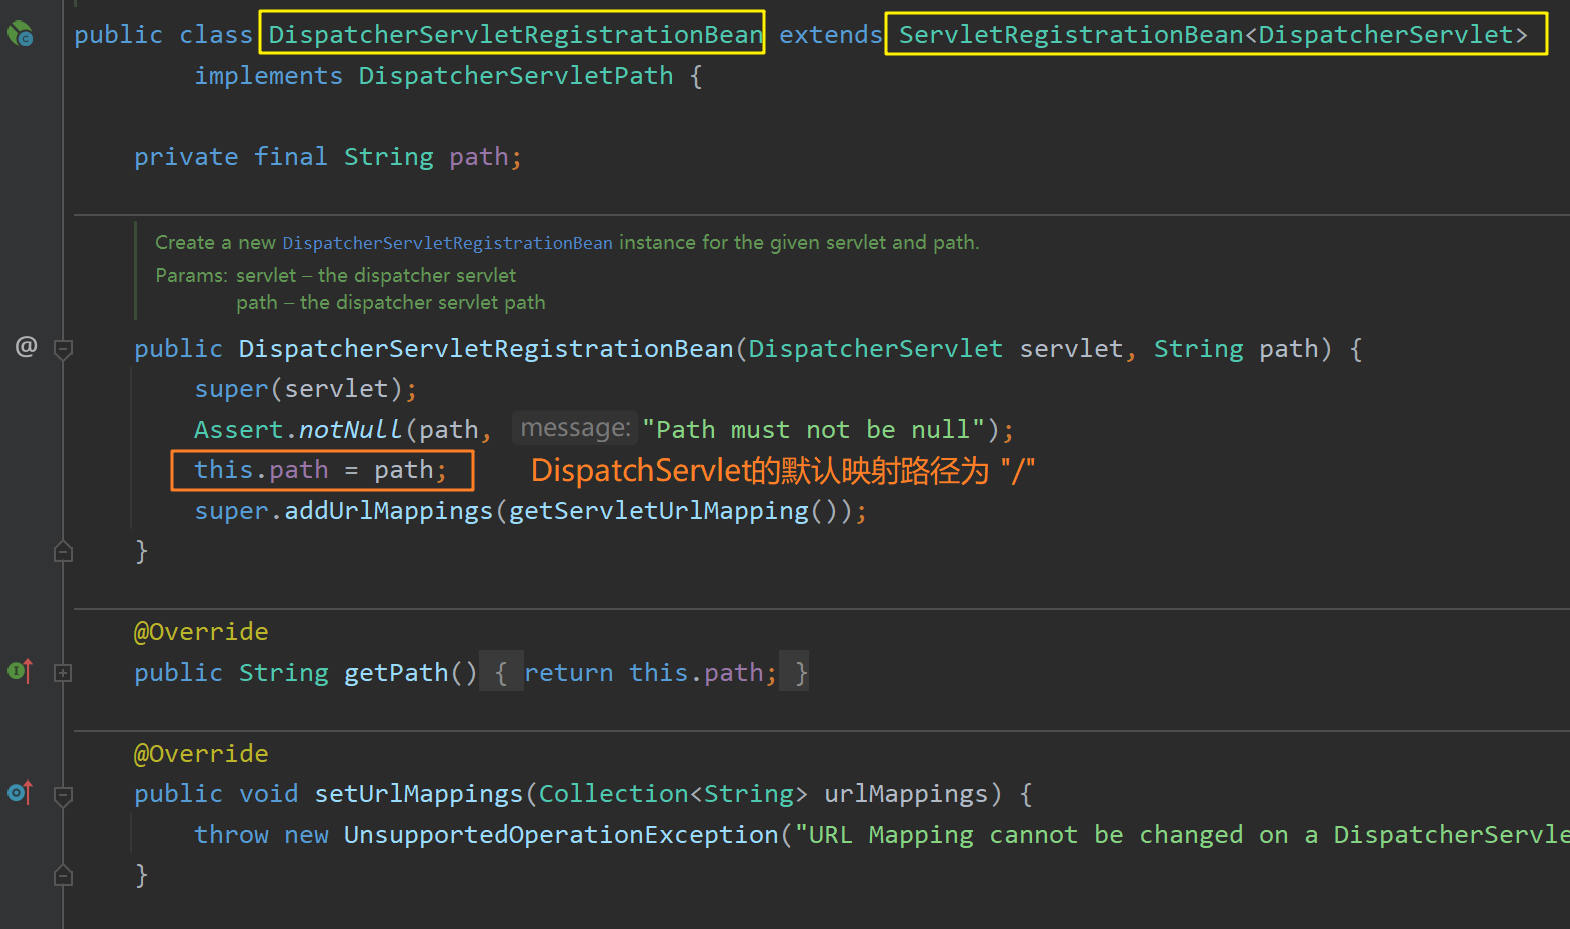 public class DispatcherServletRegistrationBean extends ServletRegistrationBean<DispatcherServlet>
implements DispatcherServletPath {
private final String path;
Create a new DispatcherServletRegistrationBean instance for the given servlet and path.
Params: servlet – the dispatcher servlet
path – the dispatcher servlet path
@ public DispatcherServletRegistrationBean(DispatcherServlet servlet, String path) {
super(servlet);
Assert.notNull(path, message: "Path must not be null");
this.path = path; DispatchServlet的默认映射路径为 "/"
super.addUrlMappings(getServletUrlMapping());
}
@Override
public String getPath() { return this.path; }
@Override
public void setUrlMappings(Collection<String> urlMappings) {
throw new UnsupportedOperationException("URL Mapping cannot be changed on a DispatcherServle
}